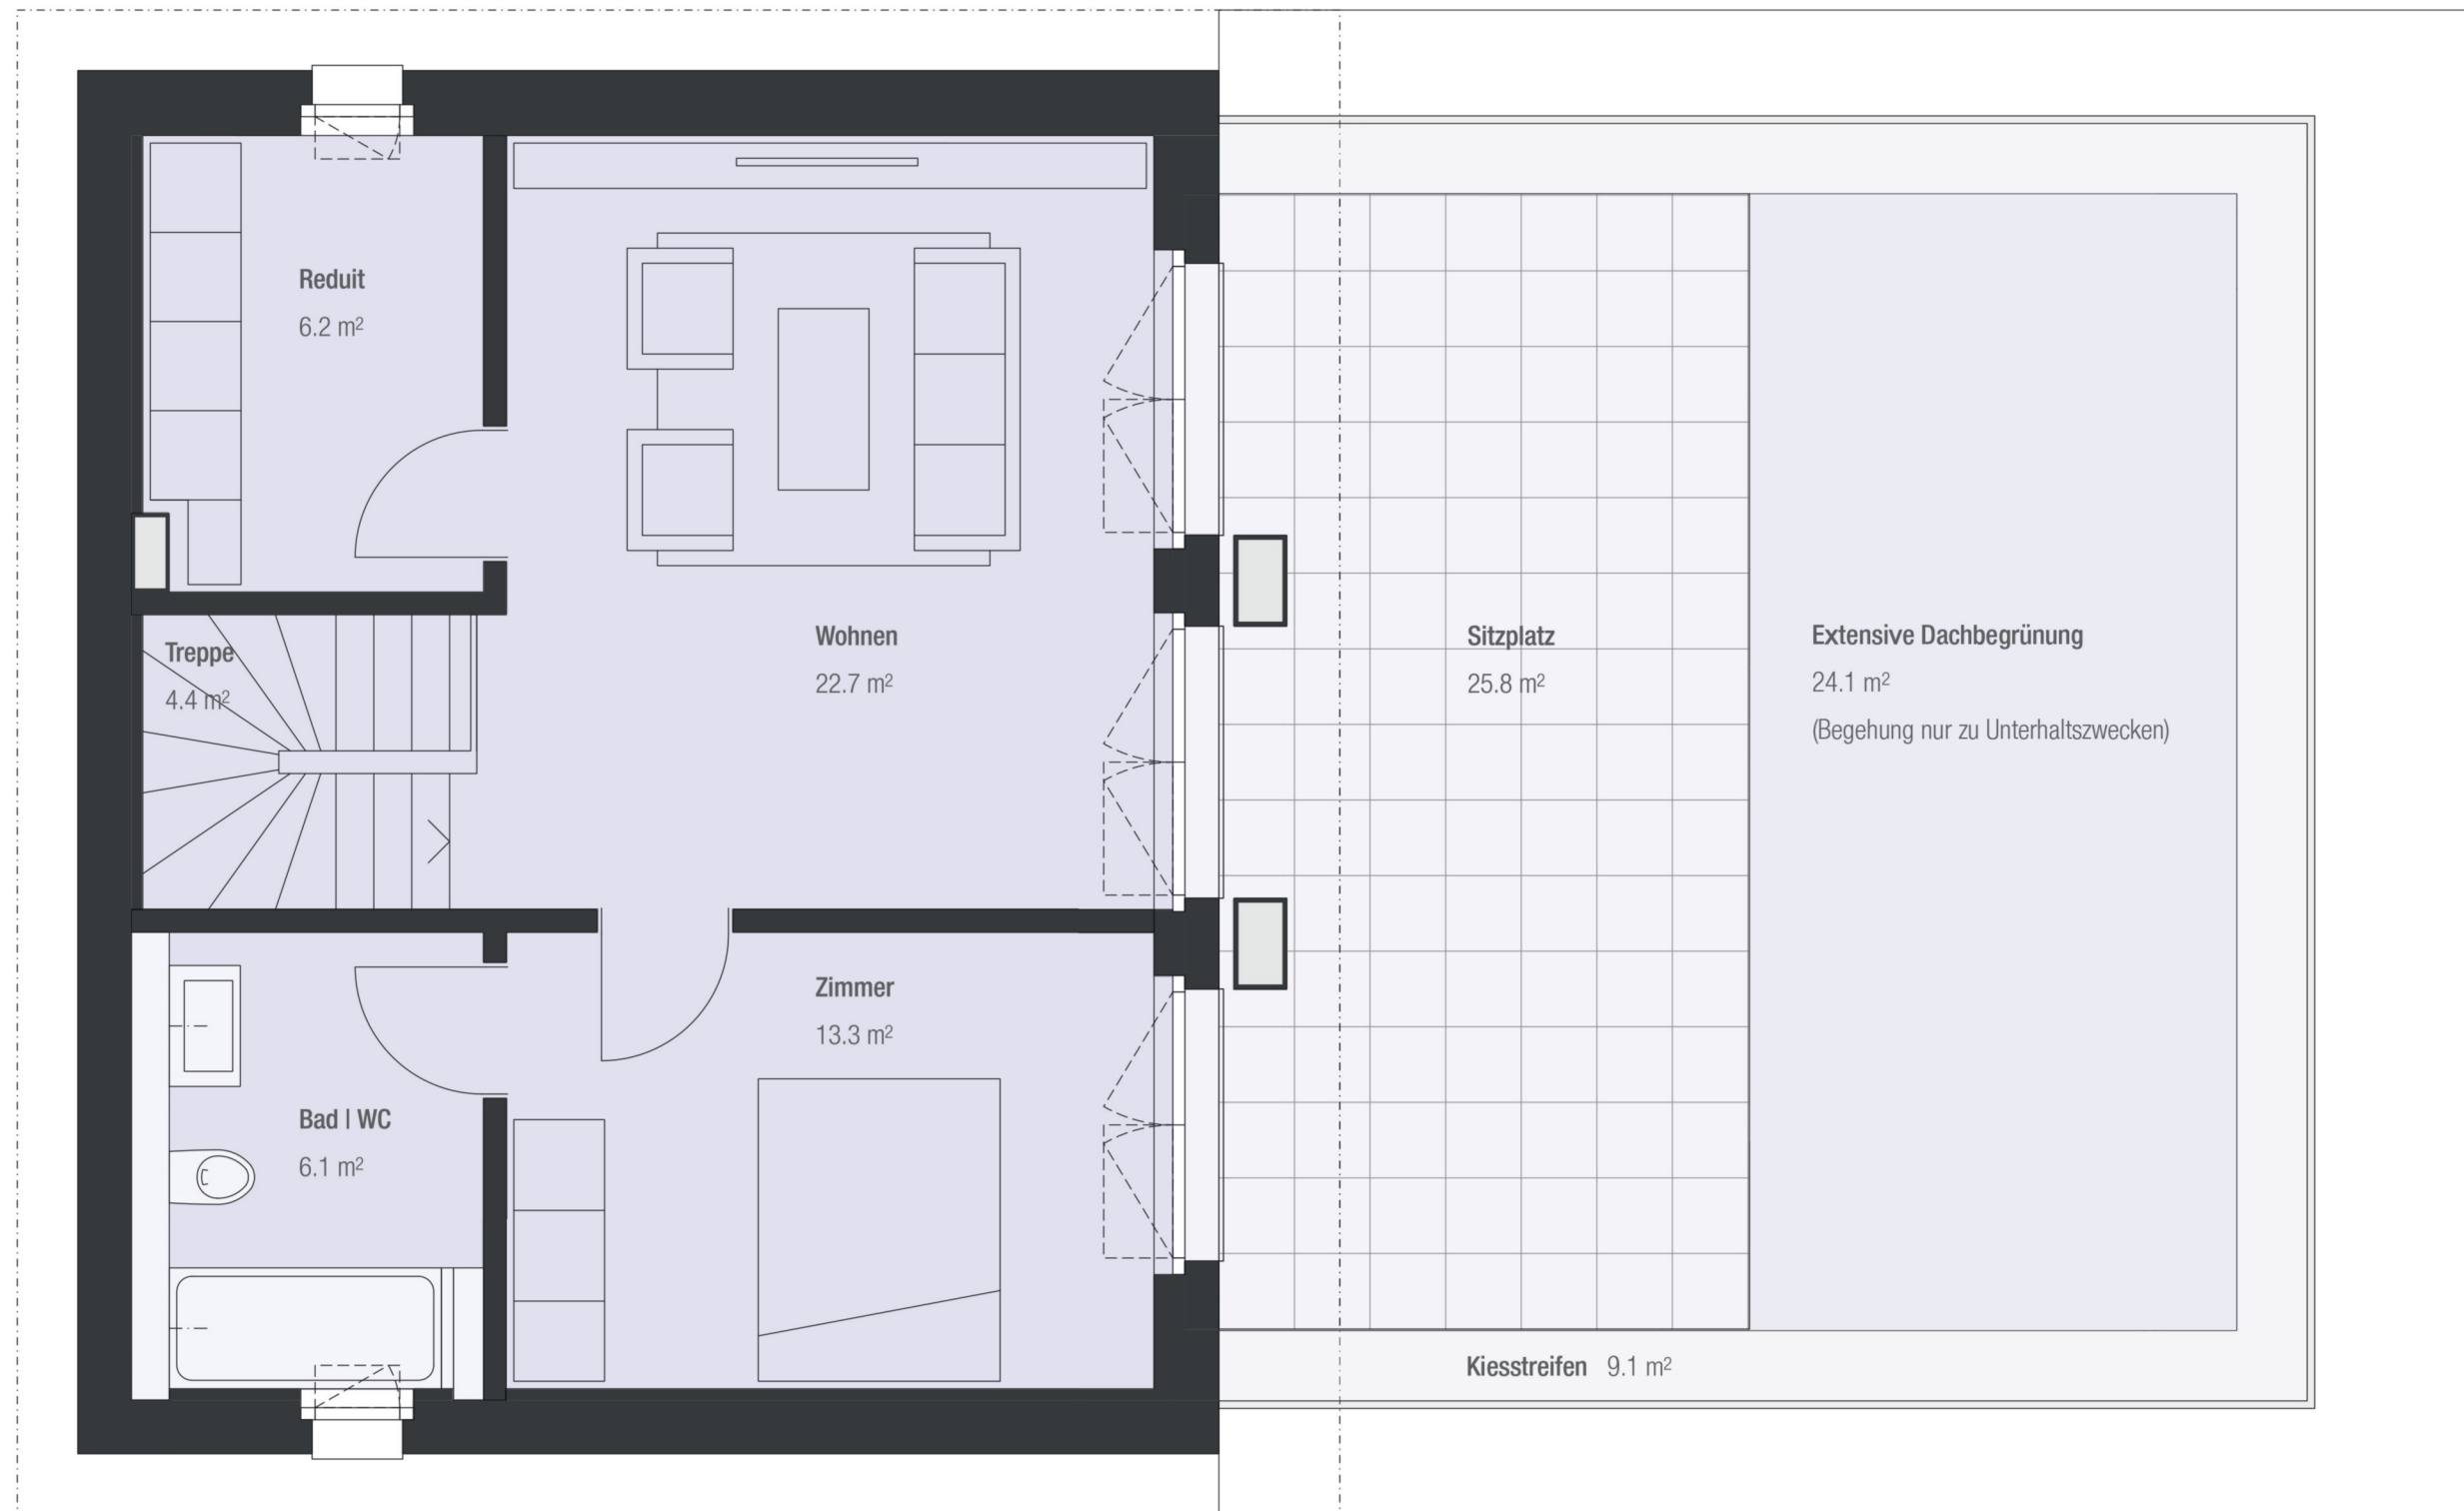 Reduit
6.2 m²
Treppe
4.4 m²
Wohnen
22.7 m²
Sitzplatz
25.8 m²
Extensive Dachbegrünung
24.1 m²
(Begehung nur zu Unterhaltszwecken)
Zimmer
13.3 m²
Bad | WC
6.1 m²
Kiesstreifen 9.1 m²